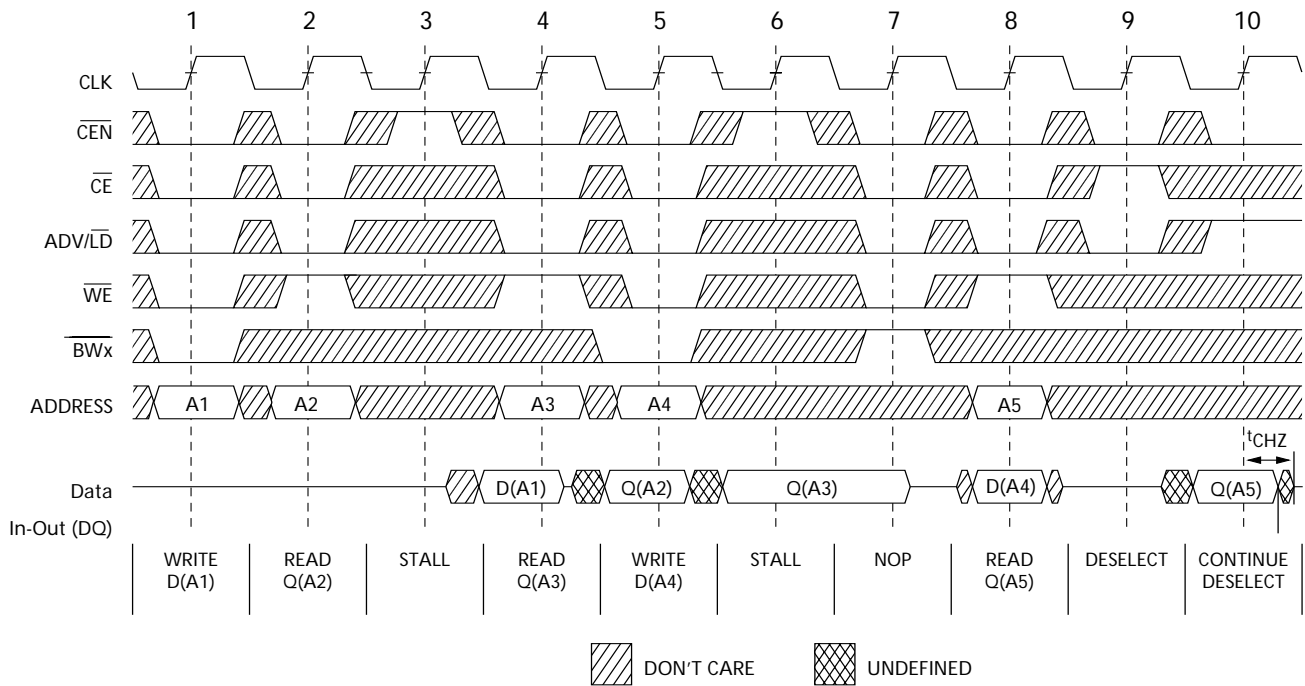 1 2 3 4 5 6 7 8 9 10
CLK
CEN
CE
ADV/LD
WE
BWx
ADDRESS A1 A2 A3 A4 A5
tCHZ
Data D(A1) Q(A2) Q(A3) D(A4) Q(A5)
In-Out (DQ)
WRITE READ STALL READ WRITE STALL NOP READ DESELECT CONTINUE
D(A1) Q(A2) Q(A3) D(A4) Q(A5) DESELECT
DON'T CARE UNDEFINED